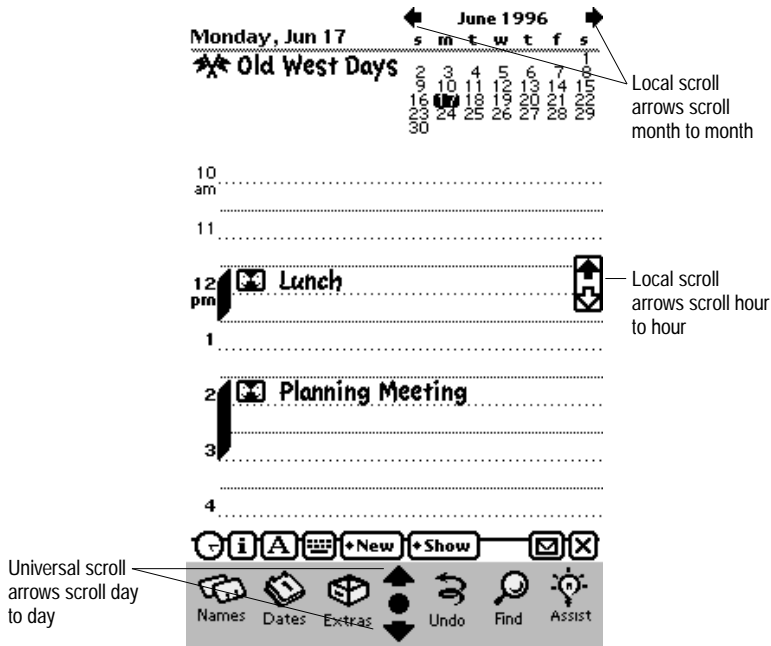 June 1996
Monday, Jun 17
s m t w t f s
Old West Days
1
2 3 4 5 6 7 8
9 10 11 12 13 14 15
16 17 18 19 20 21 22
23 24 25 26 27 28 29
30
Local scroll
arrows scroll
month to month
10
am
11
12
pm
Lunch
Local scroll
arrows scroll hour
to hour
1
2
Planning Meeting
3
4
i A New Show
Universal scroll
arrows scroll day
to day
Names Dates Extras Undo Find Assist